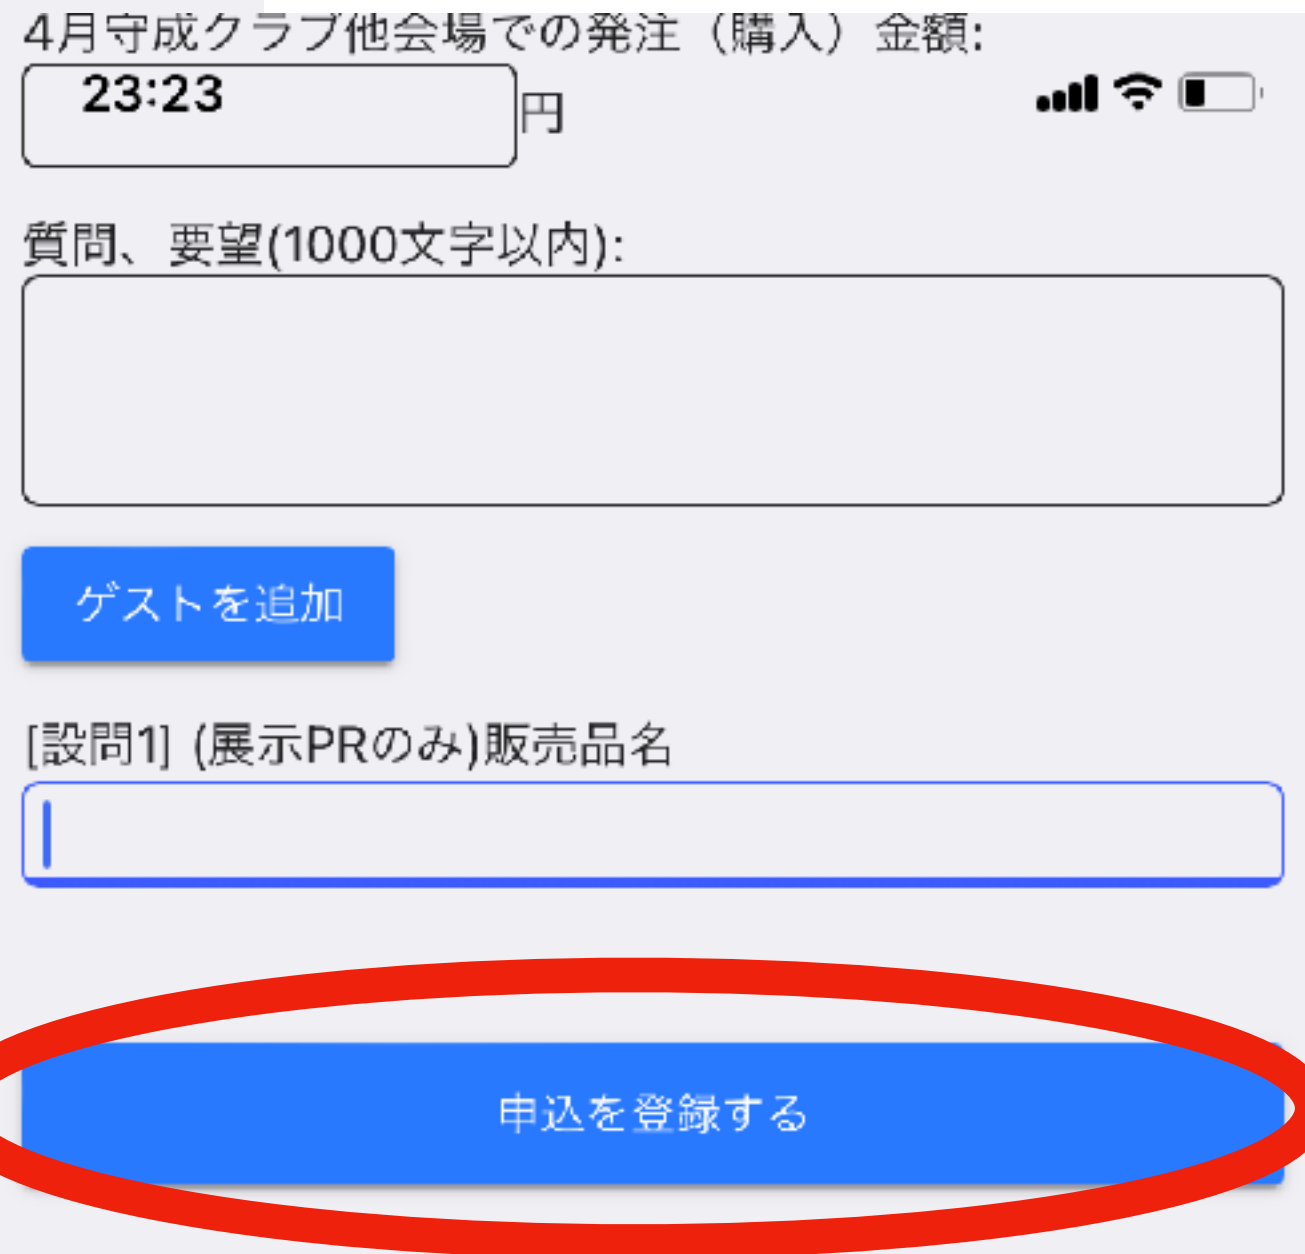 4月守成クラブ他会場での発注（購入）金額:
23:23
円
質問、要望(1000文字以内):
ゲストを追加
[設問1] (展示PRのみ)販売品名
申込を登録する